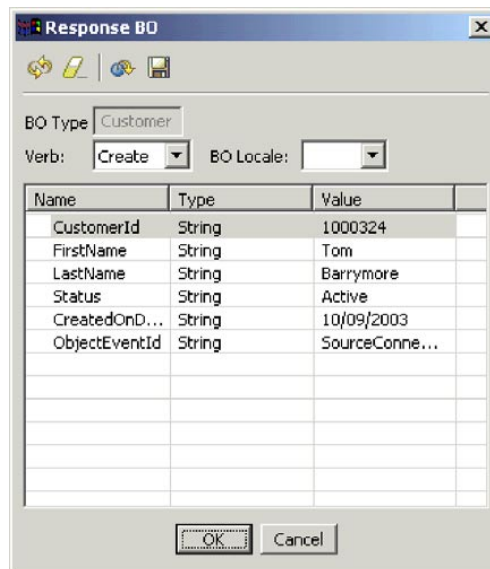 Response BO
BO Type Customer
Verb: Create BO Locale:
Name Type Value
CustomerId String 1000324
FirstName String Tom
LastName String Barrymore
Status String Active
CreatedOnD... String 10/09/2003
ObjectEventId String SourceConne...
OK Cancel